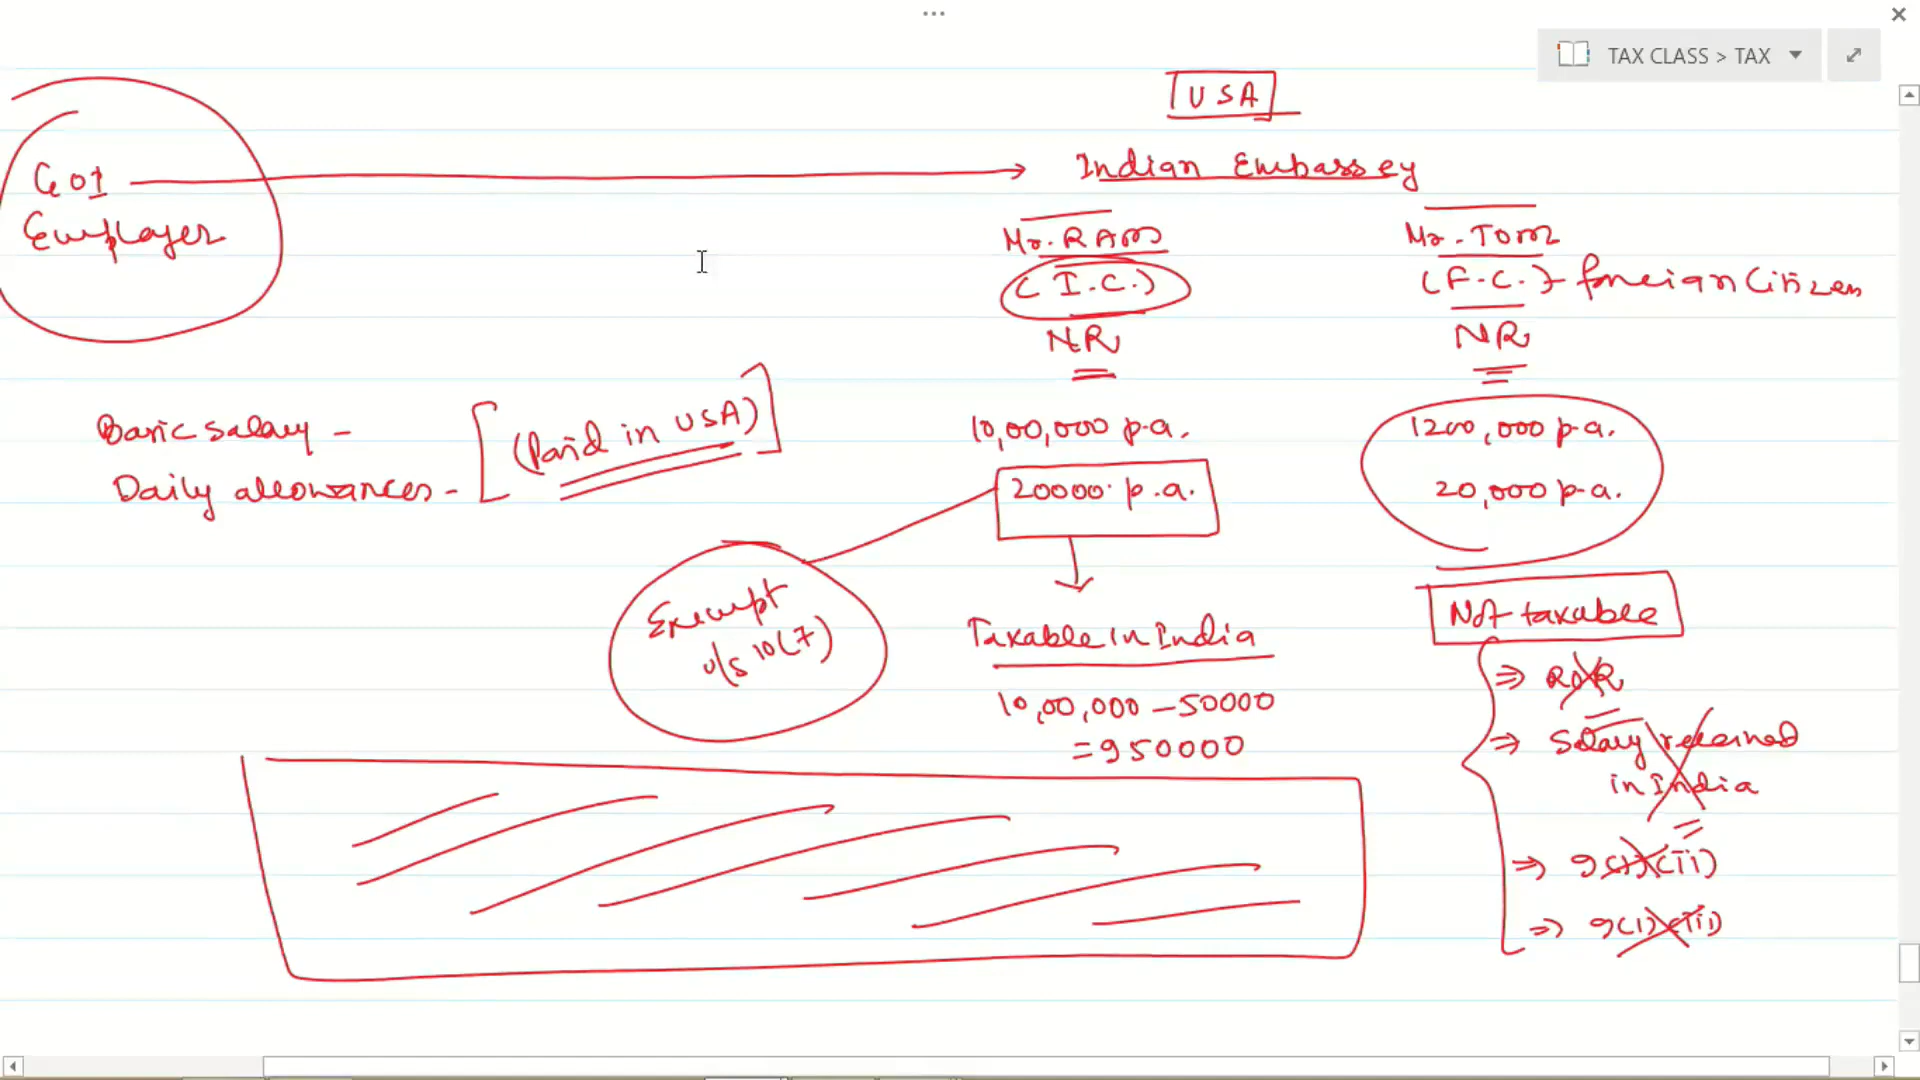 TAX CLASS > TAX
USA
GoI
Employer
Indian Embassey
Mr. RAM
(I.C.)
NR
Mr. TOM
(F.C.) - foreign Citizen
NR
Basic salary -
Daily allowances -
(Paid in USA)
10,00,000 p.a.
20000 p.a.
1200,000 p.a.
20,000 p.a.
Exempt
u/s 10(7)
Taxable in India
10,00,000 - 50000
= 950000
Not taxable
⇒ ROR
⇒ Salary received
in India
⇒ 9(1)(ii)
⇒ 9(1)(iii)